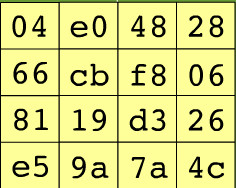 04 e0 48 28
66 cb f8 06
81 19 d3 26
e5 9a 7a 4c